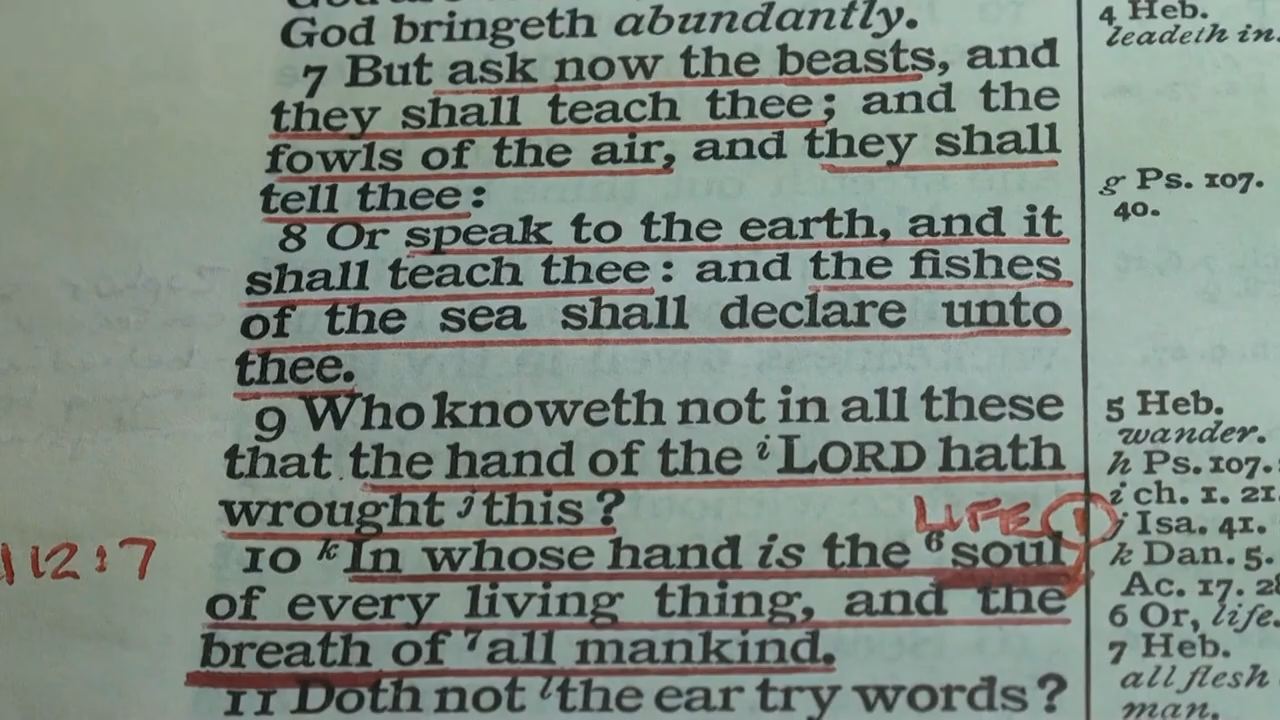 God bringeth abundantly.
7 But ask now the beasts, and
they shall teach thee; and the
fowls of the air, and they shall
tell thee:
8 Or speak to the earth, and it
shall teach thee: and the fishes
of the sea shall declare unto
thee.
9 Who knoweth not in all these
that the hand of the i LORD hath
wrought j this?
LIFE
12:7
10 k In whose hand is the 6 soul
of every living thing, and the
breath of 7 all mankind.
11 Doth not l the ear try words?
4 Heb.
leadeth in.
g Ps. 107.
40.
5 Heb.
wander.
h Ps. 107.
i ch. 1. 21
j Isa. 41.
k Dan. 5.
Ac. 17. 28
6 Or, life.
7 Heb.
all flesh
man.